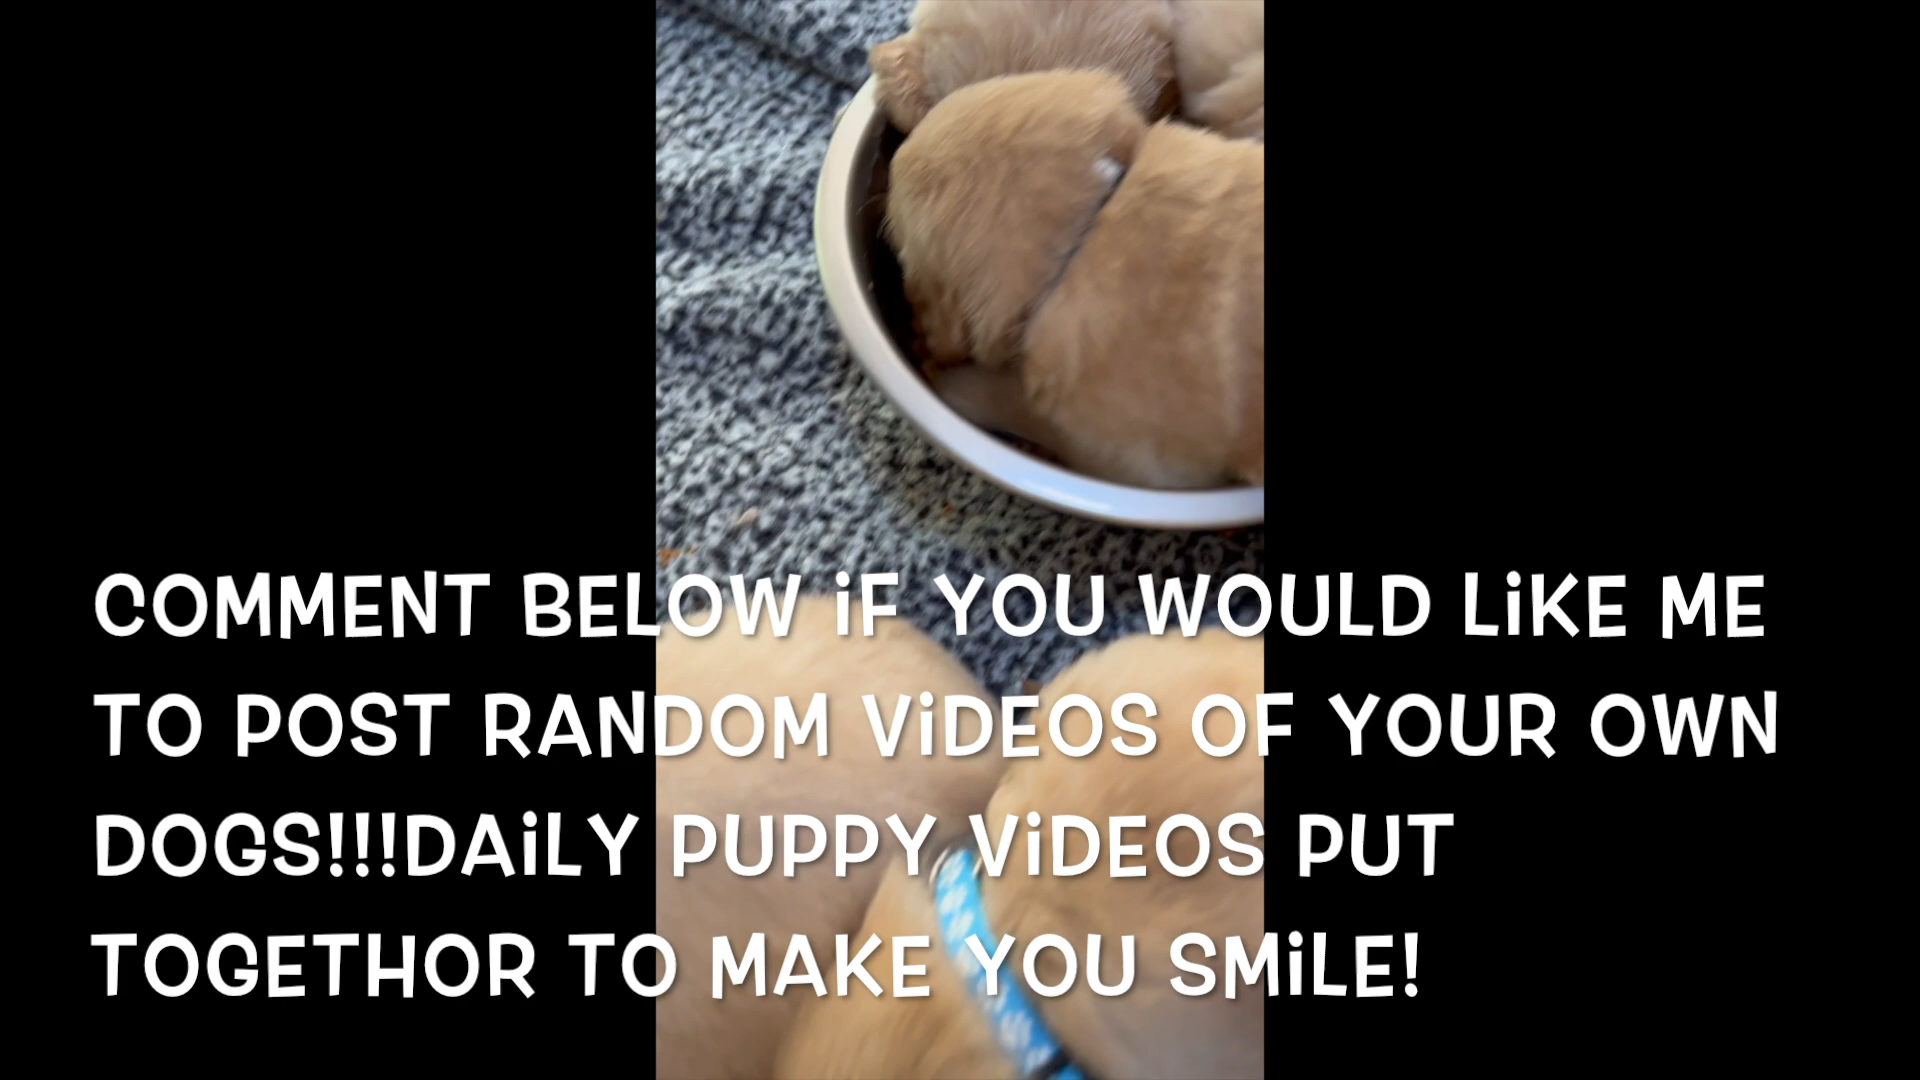 COMMENT BELOW iF YOU WOULD LiKE ME
TO POST RANDOM ViDEOS OF YOUR OWN
DOGS!!!DAiLY PUPPY ViDEOS PUT
TOGETHOR TO MAKE YOU SMiLE!